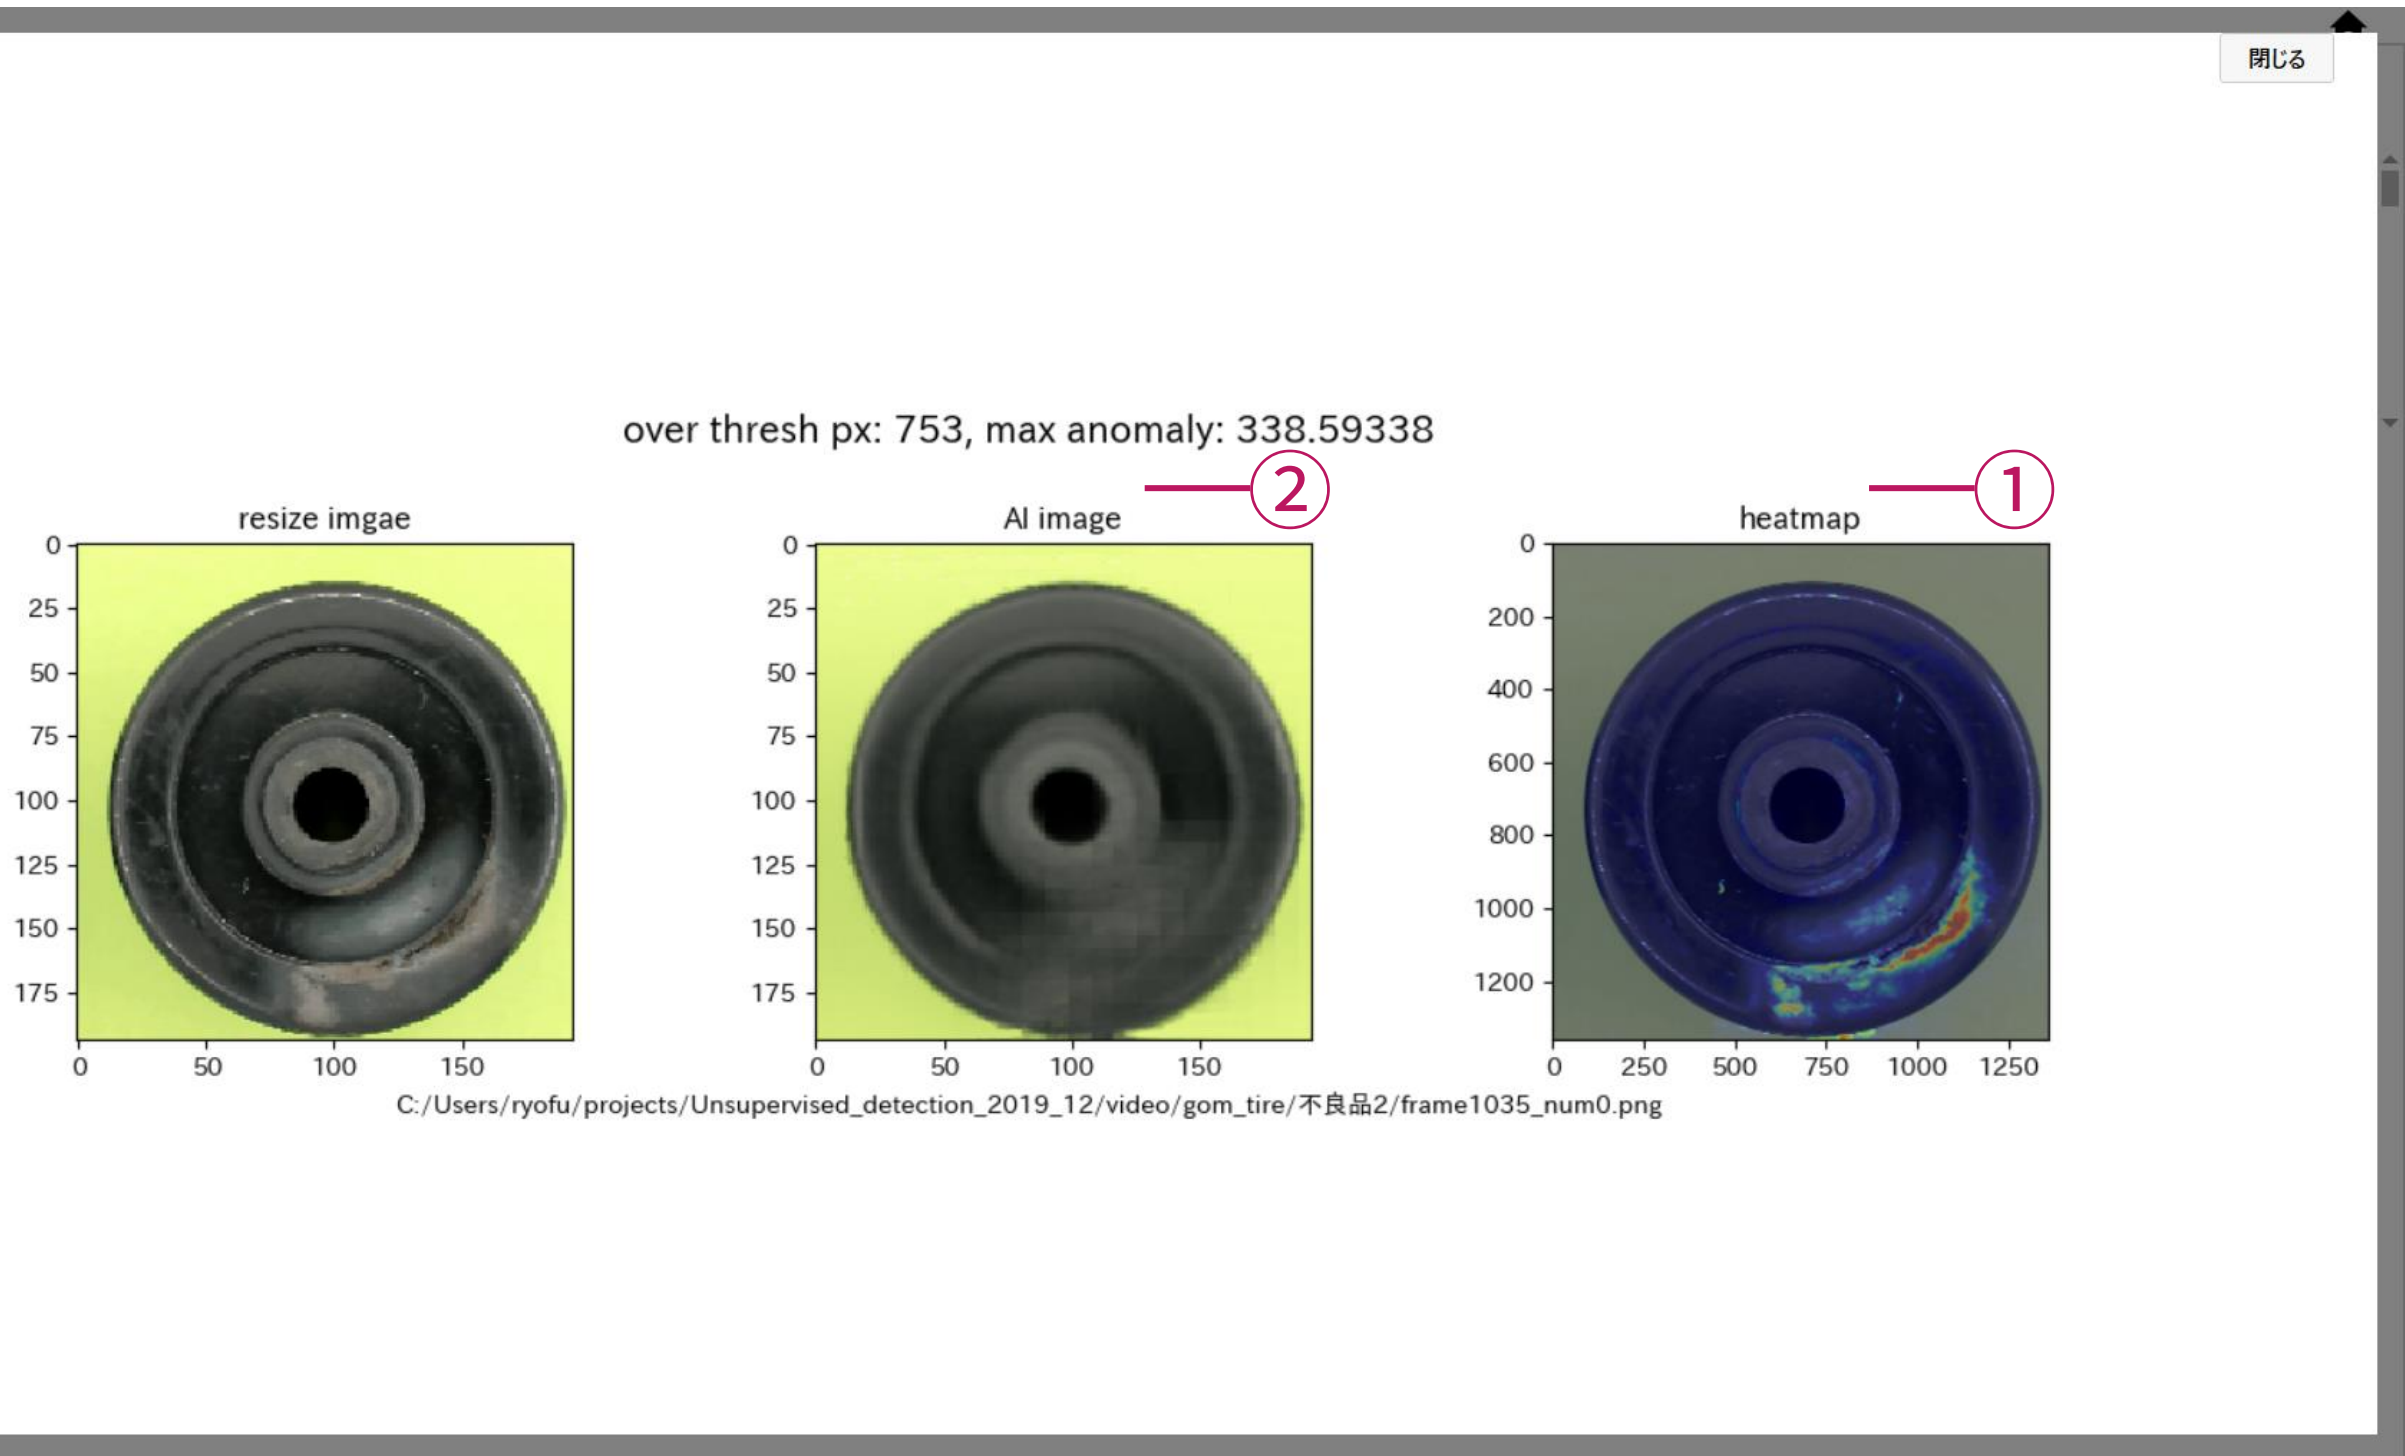 閉じる
over thresh px: 753, max anomaly: 338.59338
② ①
resize imgae AI image heatmap
0 25 50 75 100 125 150 175
0 50 100 150
0 25 50 75 100 125 150 175
0 50 100 150
0 200 400 600 800 1000 1200
0 250 500 750 1000 1250
C:/Users/ryofu/projects/Unsupervised_detection_2019_12/video/gom_tire/不良品2/frame1035_num0.png